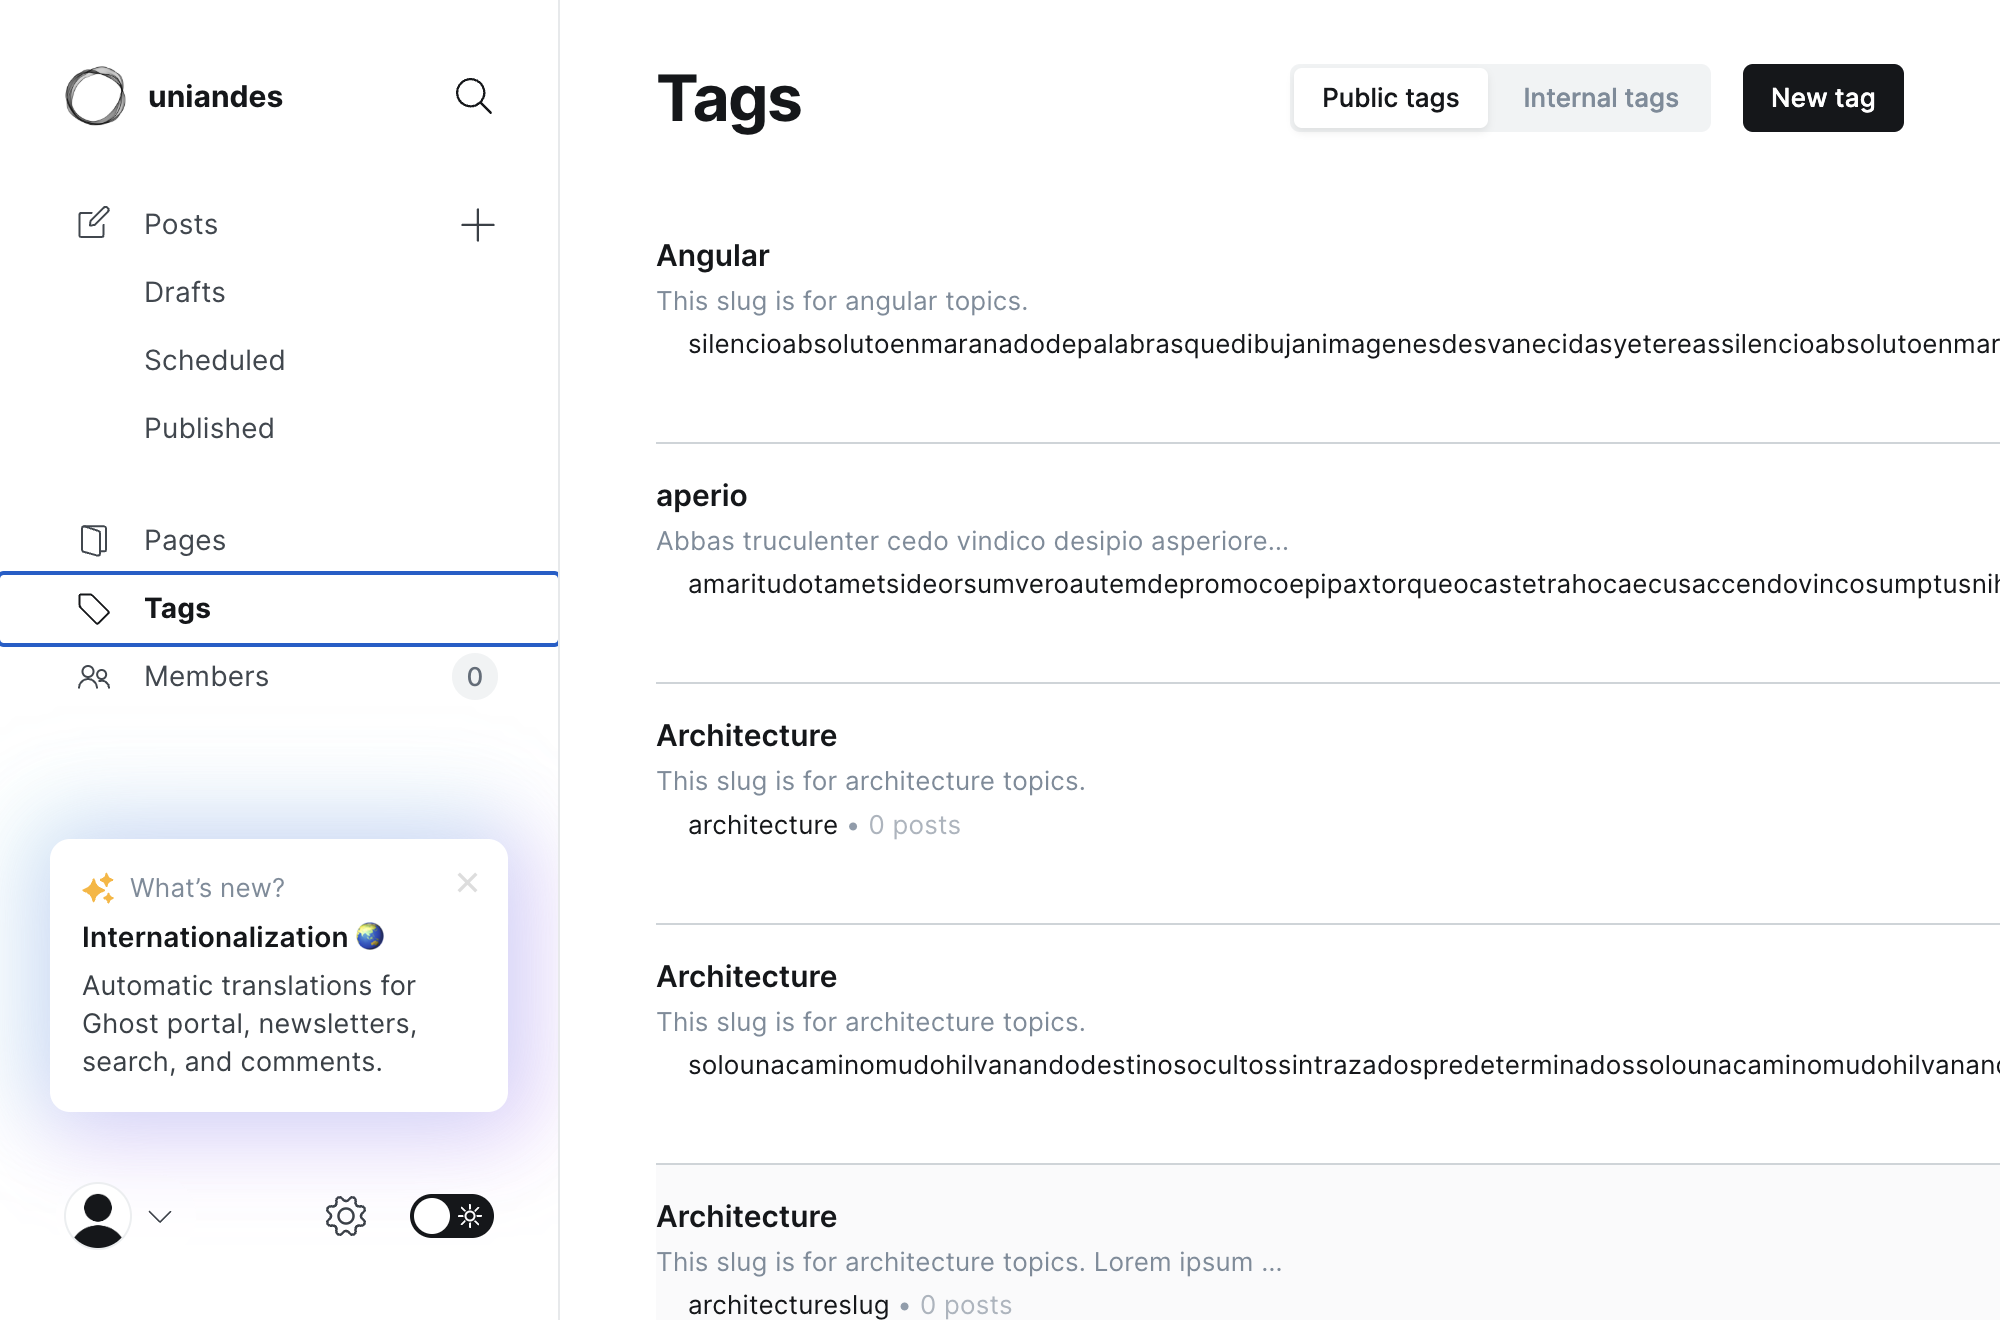 uniandes
Posts
Drafts
Scheduled
Published
Pages
Tags
Members
0
What's new?
Internationalization
Automatic translations for
Ghost portal, newsletters,
search, and comments.
Tags
Public tags
Internal tags
New tag
Angular
This slug is for angular topics.
silencioabsolutoenmaranadodepalabrasquedibujanimagenesdesvanecidasyetereassilencioabsolutoenmar
aperio
Abbas truculenter cedo vindico desipio asperiore...
amaritudotametsideorsumveroautemdepromocoepipaxtorqueocastetrahocaecusaccendovincosumptusnih
Architecture
This slug is for architecture topics.
architecture • 0 posts
Architecture
This slug is for architecture topics.
solounacaminomudohilvanandodestinosocultossintrazadospredeterminadossolounacaminomudohilvanand
Architecture
This slug is for architecture topics. Lorem ipsum ...
architectureslug • 0 posts